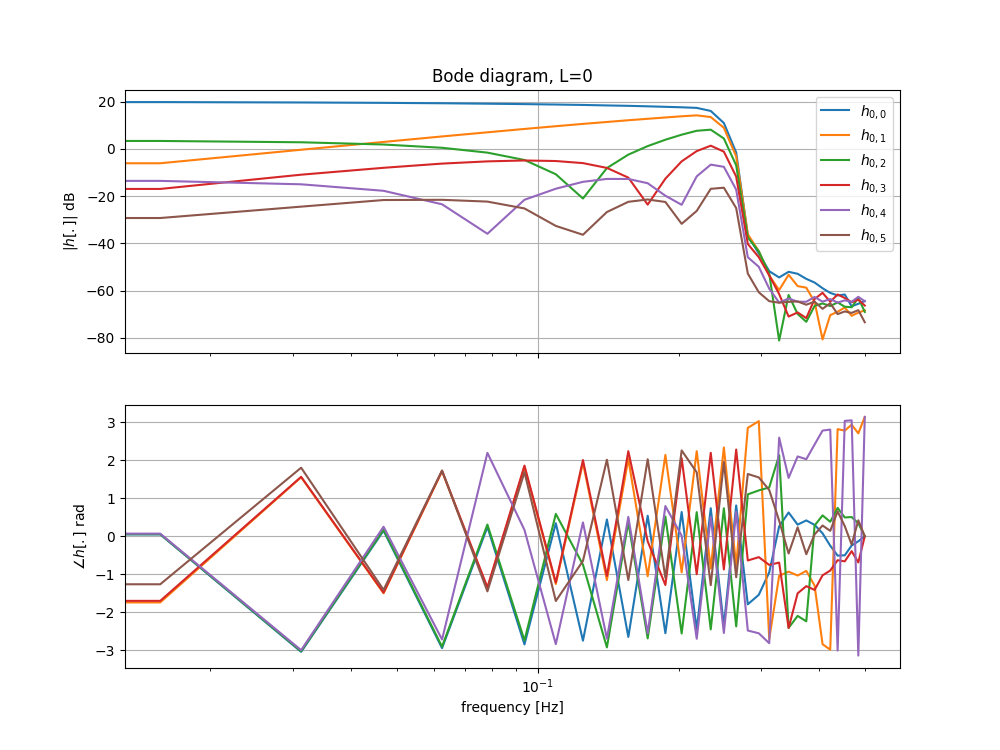 Bode diagram, L=0
|h[.]| dB
20
0
−20
−40
−60
−80
h0,0
h0,1
h0,2
h0,3
h0,4
h0,5
∠h[.] rad
3
2
1
0
−1
−2
−3
10−1
frequency [Hz]